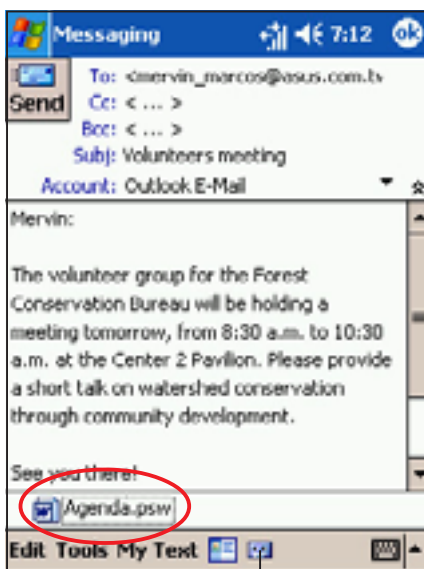 Messaging 7:12 ok
Send
To: <mervin_marcos@asus.com.tv
Cc: < ... >
Bcc: < ... >
Subj: Volunteers meeting
Account: Outlook E-Mail
Mervin:
The volunteer group for the Forest
Conservation Bureau will be holding a
meeting tomorrow, from 8:30 a.m. to 10:30
a.m. at the Center 2 Pavilion. Please provide
a short talk on watershed conservation
through community development.
See you there!
Agenda.psw
Edit Tools My Text